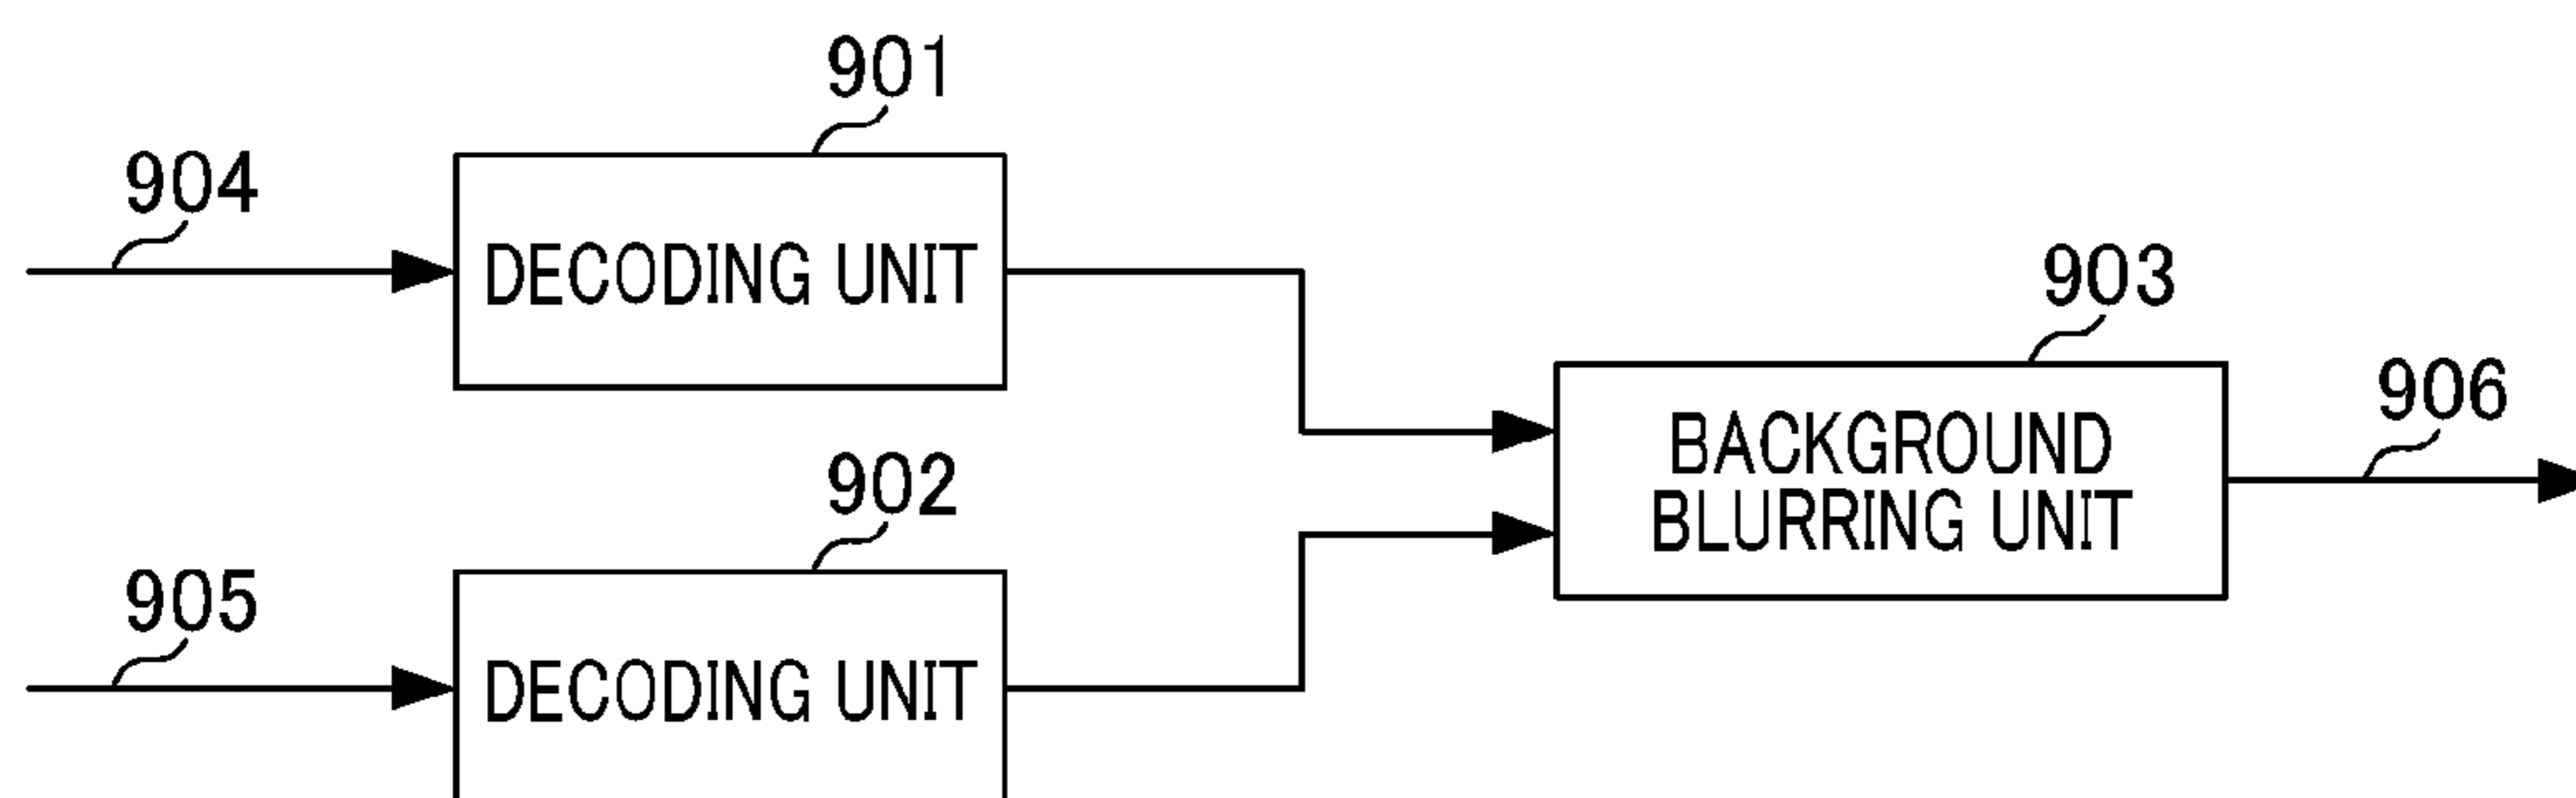 901
904
DECODING UNIT
903
906
BACKGROUND
BLURRING UNIT
902
905
DECODING UNIT